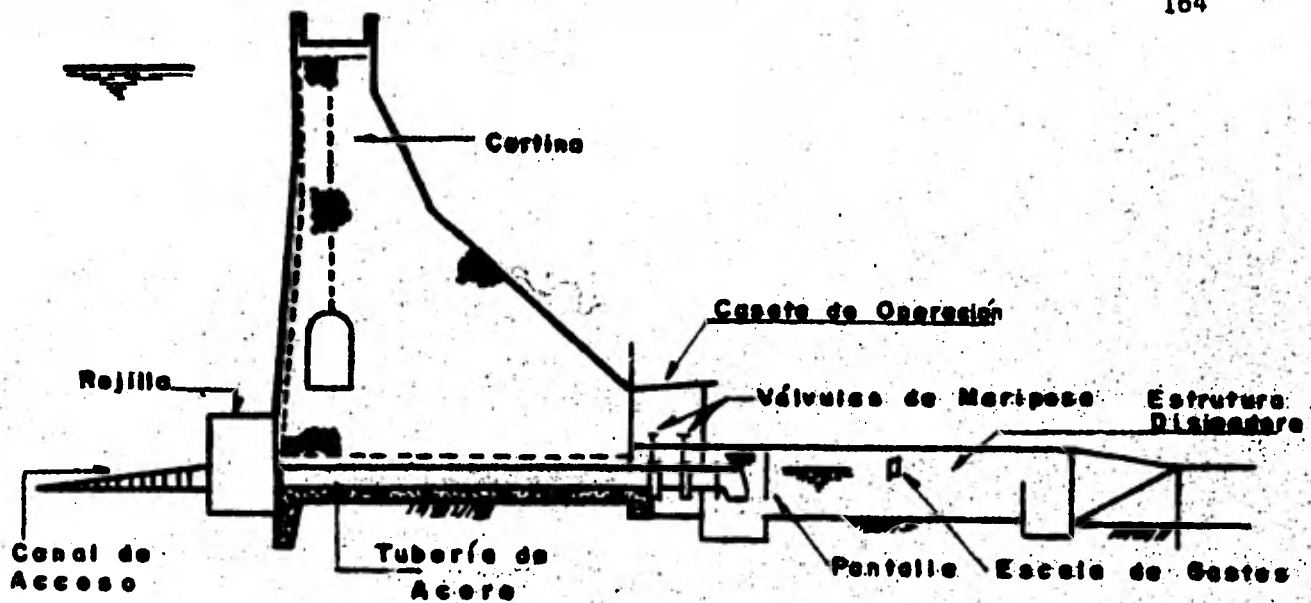 164
Cortina
Caseta de Operación
Rejilla
Válvulas de Mariposa
Estrutura
Disipadora
Canal de
Acceso
Tubería de
Acero
Pantalla
Escala de Gastos